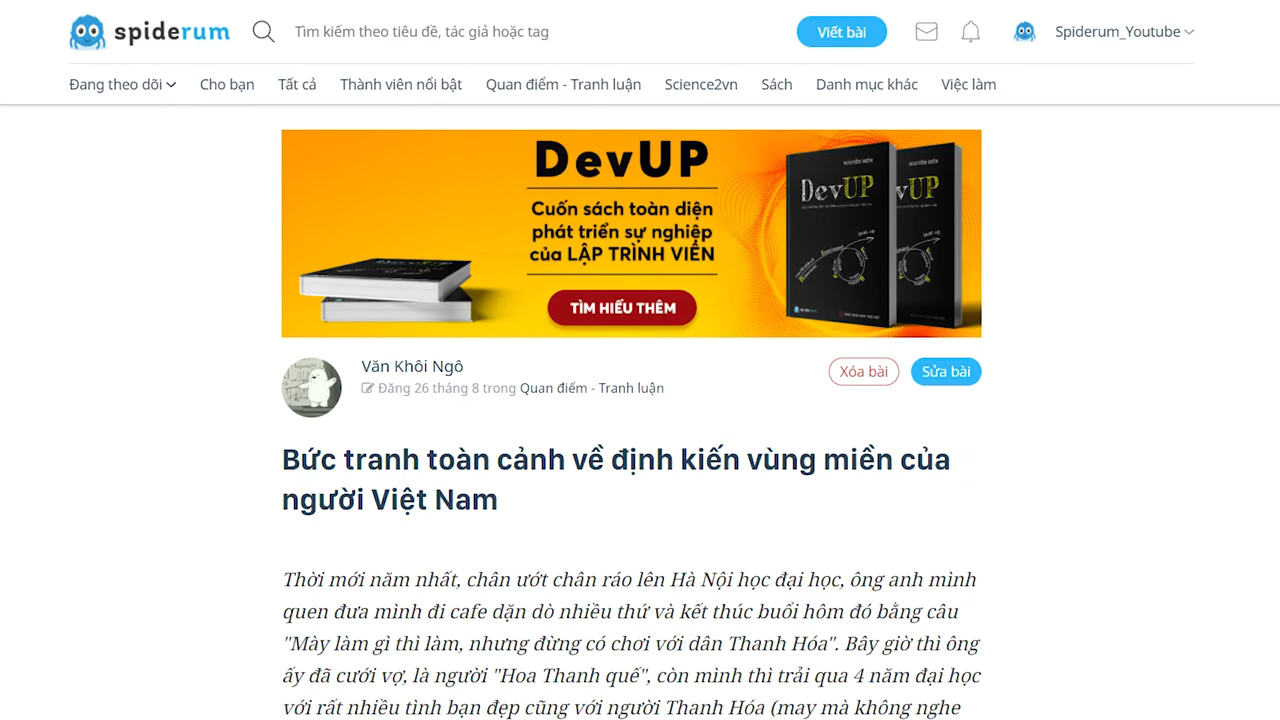 spiderum
Tìm kiếm theo tiêu đề, tác giả hoặc tag
Viết bài
Spiderum_Youtube
Đang theo dõi
Cho bạn
Tất cả
Thành viên nổi bật
Quan điểm - Tranh luận
Science2vn
Sách
Danh mục khác
Việc làm
DevUP
Cuốn sách toàn diện
phát triển sự nghiệp
của LẬP TRÌNH VIÊN
TÌM HIỂU THÊM
NGUYỄN HIỂN
DevUP
NGUYỄN HIỂN
vUP
Văn Khôi Ngô
Đăng 26 tháng 8 trong Quan điểm - Tranh luận
Xóa bài
Sửa bài
Bức tranh toàn cảnh về định kiến vùng miền của
người Việt Nam
Thời mới năm nhất, chân ướt chân ráo lên Hà Nội học đại học, ông anh mình
quen đưa mình đi cafe dặn dò nhiều thứ và kết thúc buổi hôm đó bằng câu
"Mày làm gì thì làm, nhưng đừng có chơi với dân Thanh Hóa". Bây giờ thì ông
ấy đã cưới vợ, là người "Hoa Thanh quế", còn mình thì trải qua 4 năm đại học
với rất nhiều tình bạn đẹp cũng với người Thanh Hóa (may mà không nghe